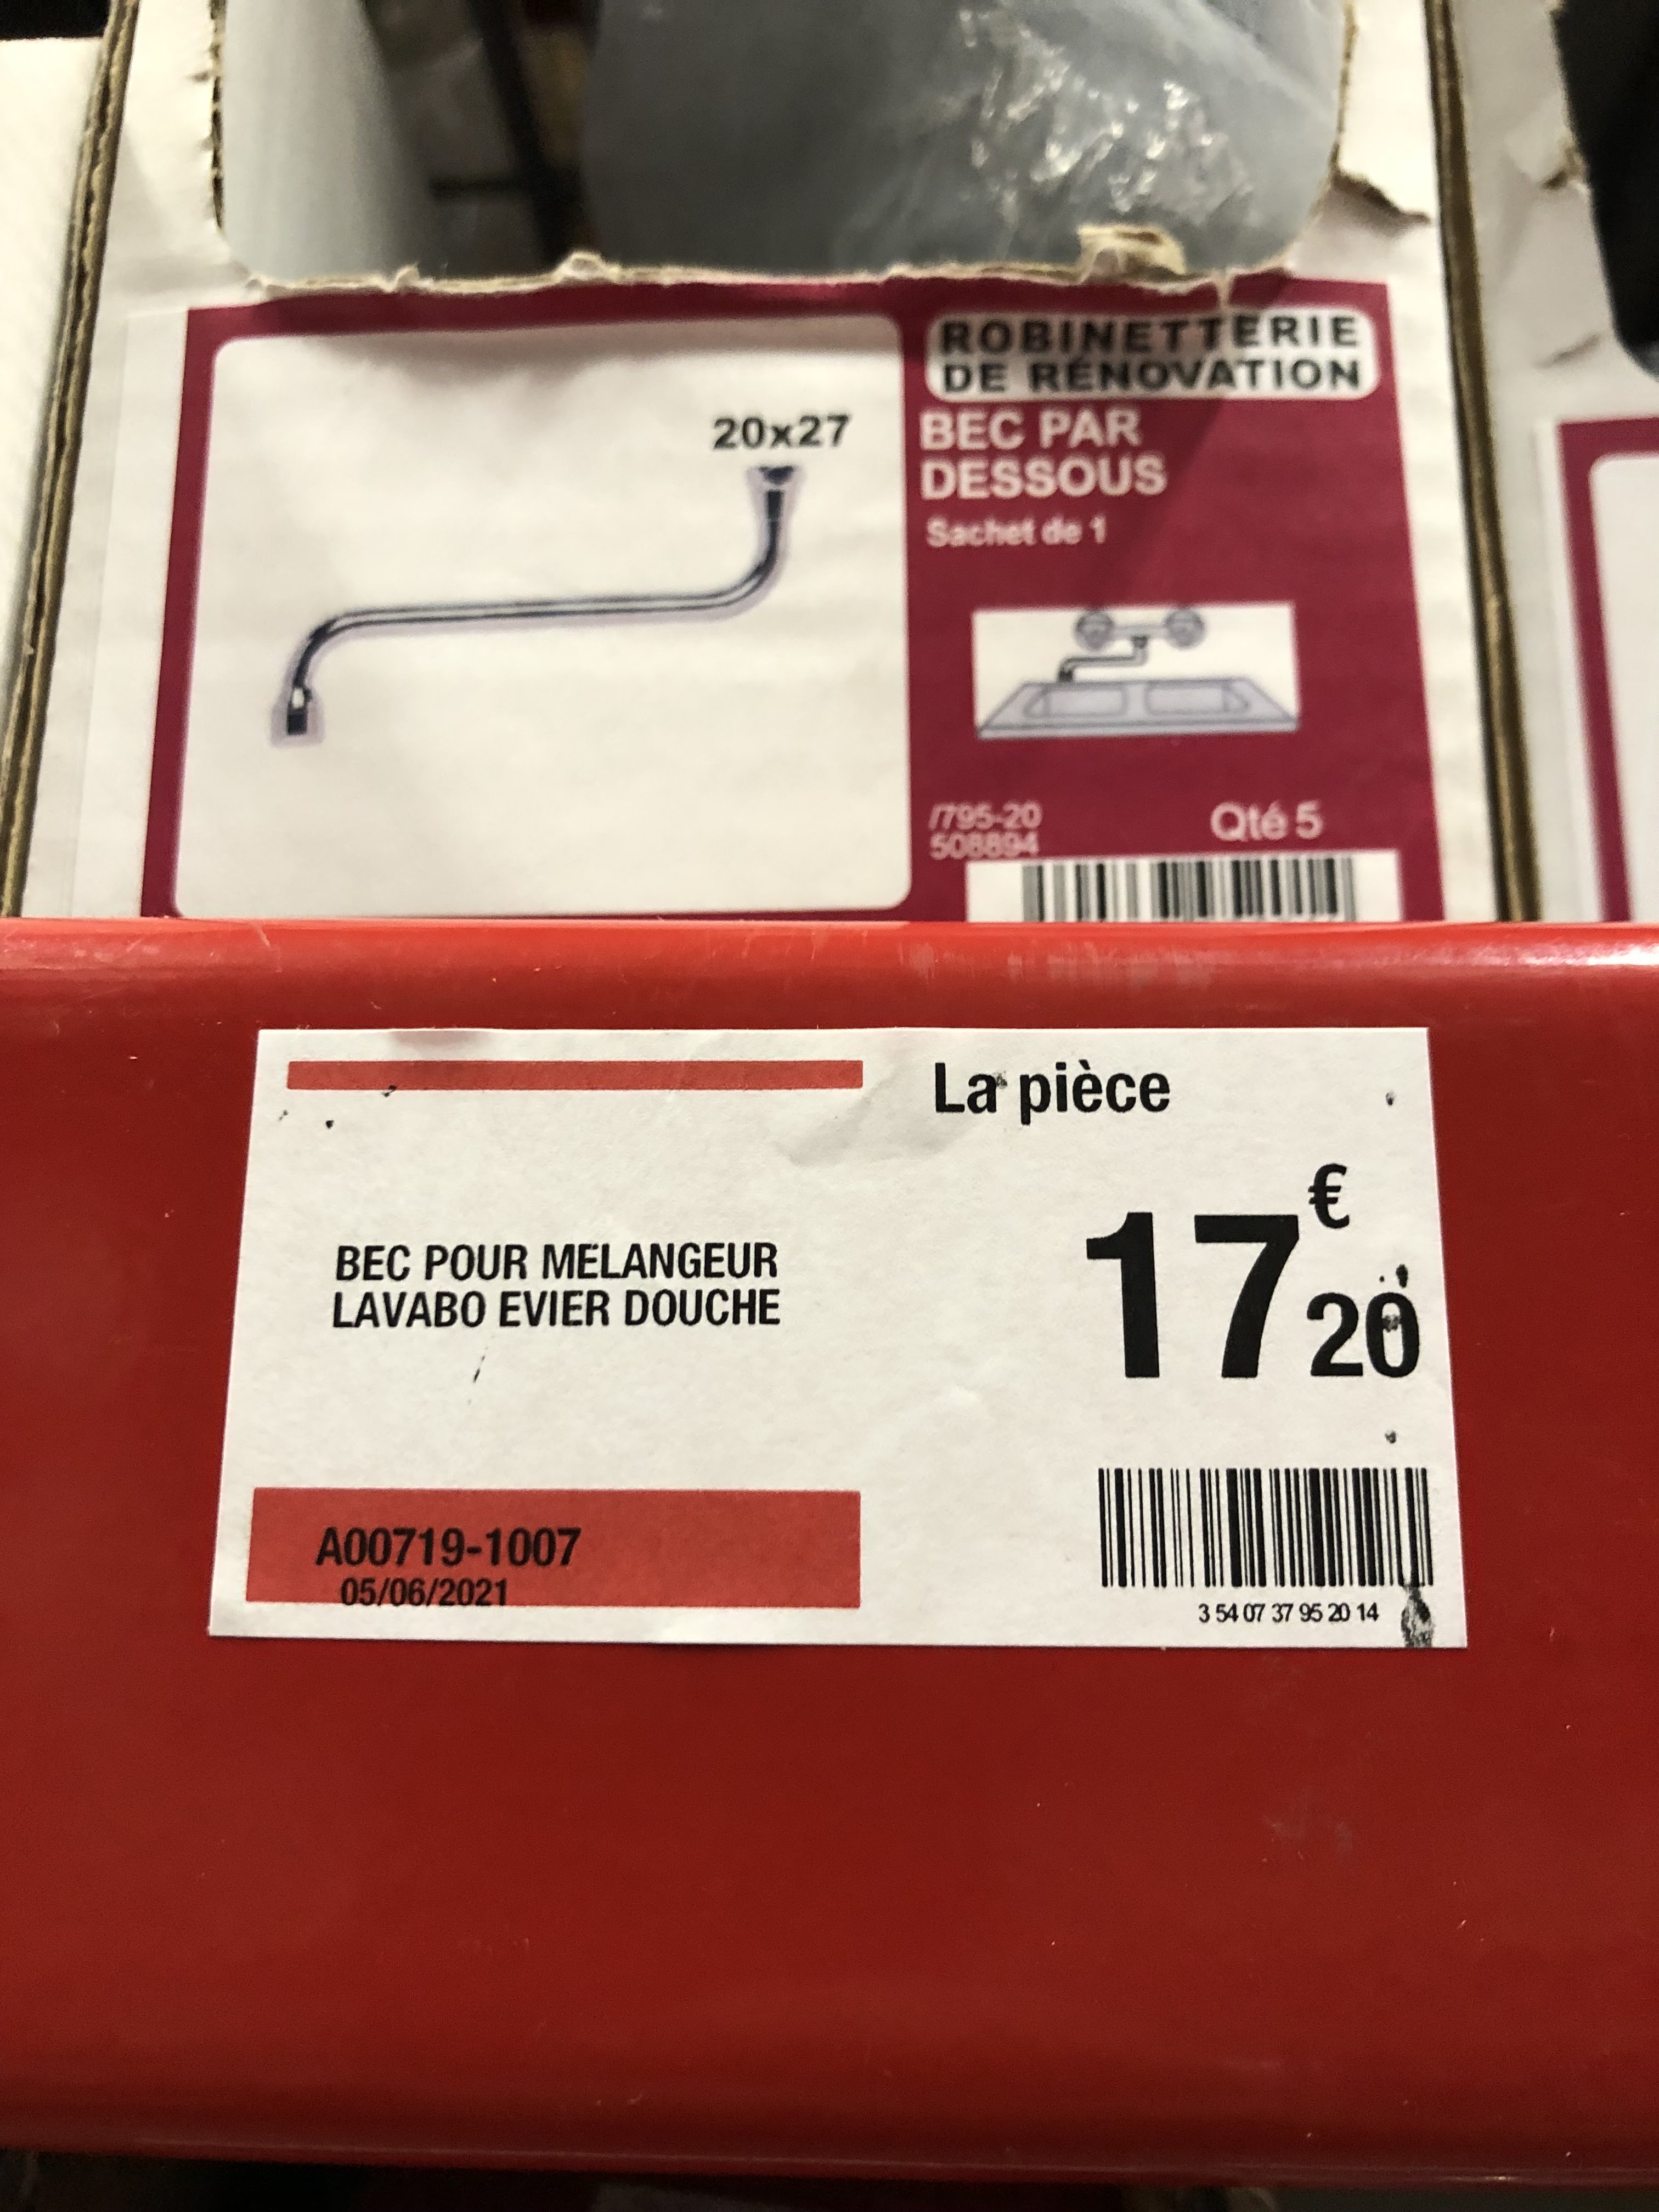 ROBINETTERIE
DE RÉNOVATION
BEC PAR
DESSOUS
Sachet de 1
20x27
/795-20
508894
Qté 5
La pièce
17€20
BEC POUR MELANGEUR
LAVABO EVIER DOUCHE
A00719-1007
05/06/2021
3 54 07 37 95 20 14